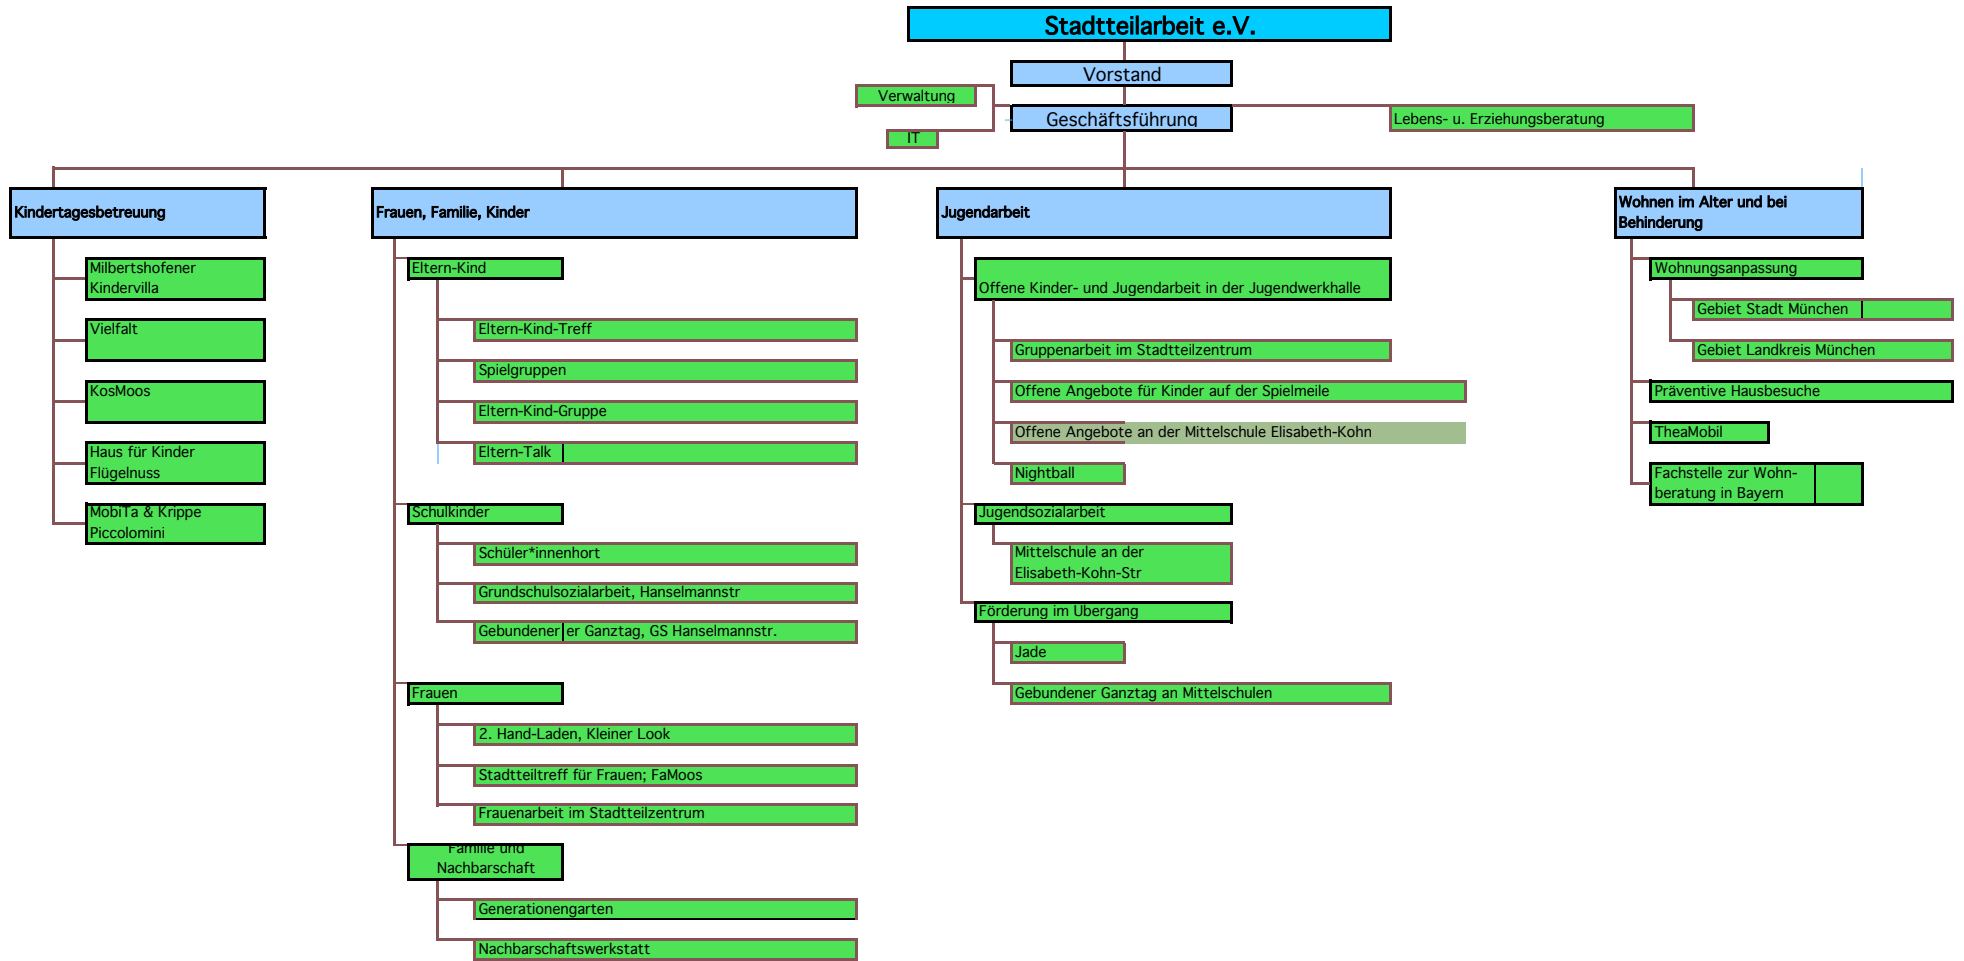 Stadtteilarbeit e.V.
Vorstand
Verwaltung
Geschäftsführung
Lebens- u. Erziehungsberatung
IT
Kindertagesbetreuung
Milbertshofener
Kindervilla
Vielfalt
KosMoos
Haus für Kinder
Flügelnuss
MobiTa & Krippe
Piccolomini
Frauen, Familie, Kinder
Eltern-Kind
Eltern-Kind-Treff
Spielgruppen
Eltern-Kind-Gruppe
Eltern-Talk
Schulkinder
Schüler*innenhort
Grundschulsozialarbeit, Hanselmannstr
Gebundener er Ganztag, GS Hanselmannstr.
Frauen
2. Hand-Laden, Kleiner Look
Stadtteiltreff für Frauen; FaMoos
Frauenarbeit im Stadtteilzentrum
Familie und
Nachbarschaft
Generationengarten
Nachbarschaftswerkstatt
Jugendarbeit
Offene Kinder- und Jugendarbeit in der Jugendwerkhalle
Gruppenarbeit im Stadtteilzentrum
Offene Angebote für Kinder auf der Spielmeile
Offene Angebote an der Mittelschule Elisabeth-Kohn
Nightball
Jugendsozialarbeit
Mittelschule an der
Elisabeth-Kohn-Str
Förderung im Übergang
Jade
Gebundener Ganztag an Mittelschulen
Wohnen im Alter und bei
Behinderung
Wohnungsanpassung
Gebiet Stadt München
Gebiet Landkreis München
Präventive Hausbesuche
TheaMobil
Fachstelle zur Wohn-
beratung in Bayern